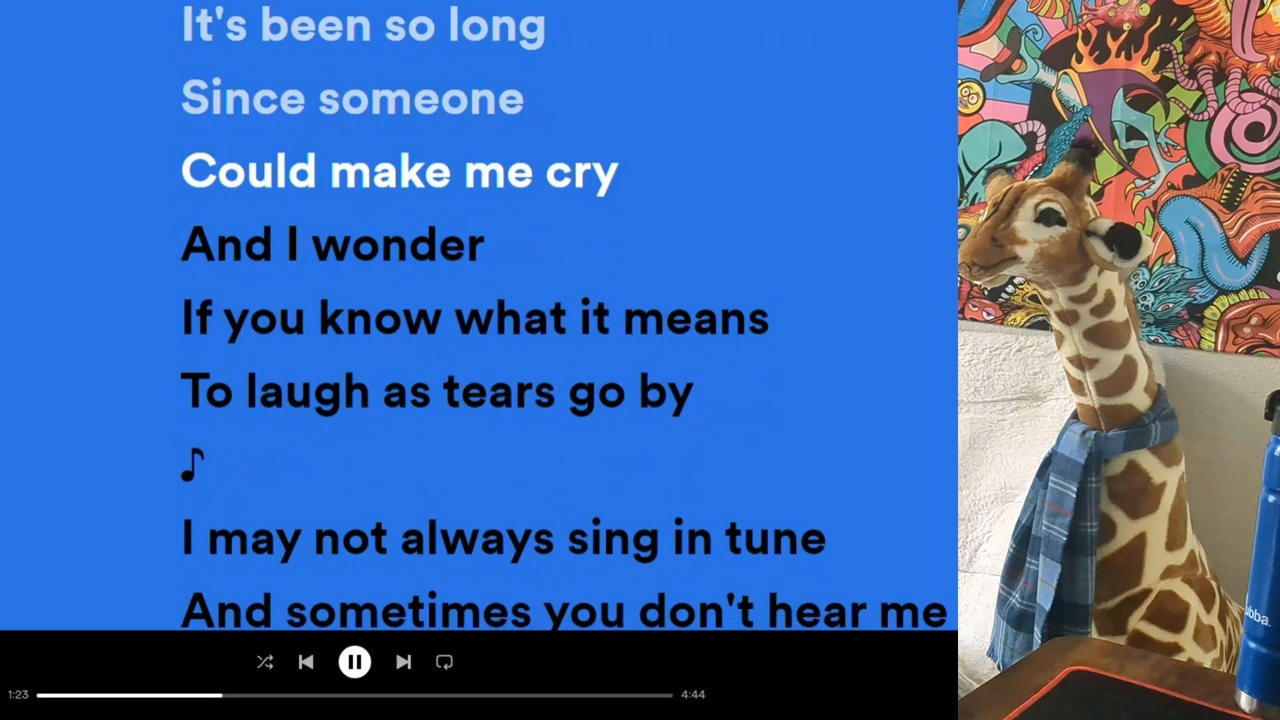 It's been so long
Since someone
Could make me cry
And I wonder
If you know what it means
To laugh as tears go by
♪
I may not always sing in tune
And sometimes you don't hear me
1:23
4:44
bba.